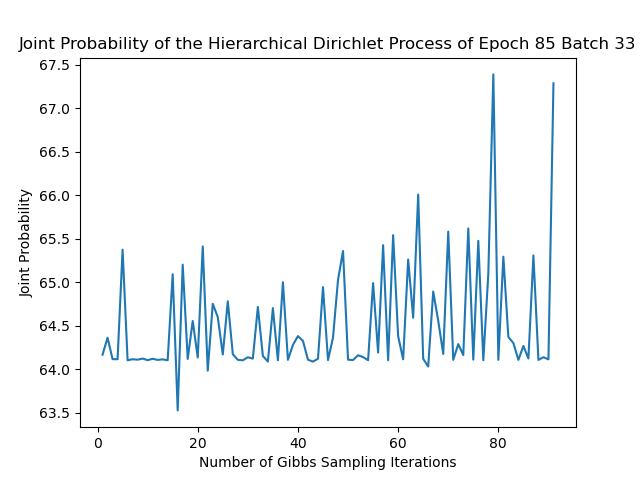 Joint Probability of the Hierarchical Dirichlet Process of Epoch 85 Batch 33
67.5
67.0
66.5
66.0
65.5
65.0
64.5
64.0
63.5
Joint Probability
0 20 40 60 80
Number of Gibbs Sampling Iterations